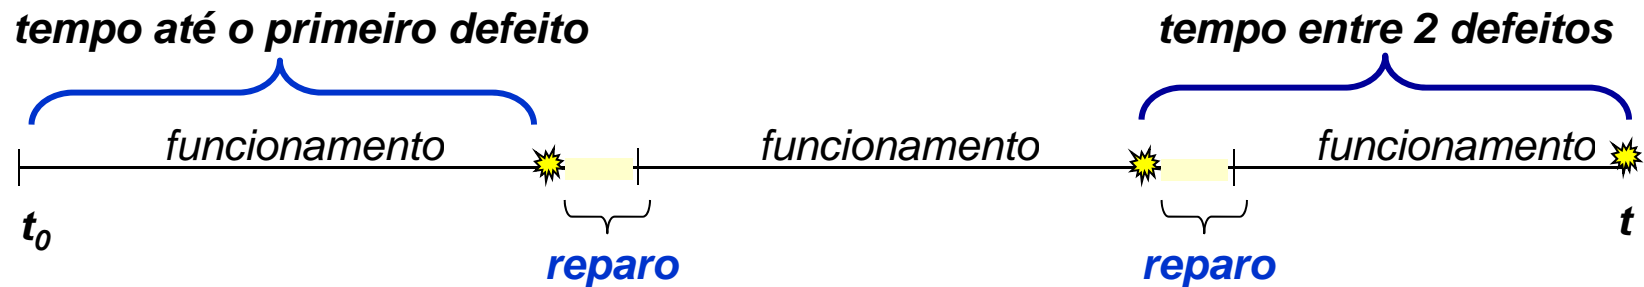 tempo até o primeiro defeito
tempo entre 2 defeitos
funcionamento
funcionamento
funcionamento
t0
t
reparo
reparo